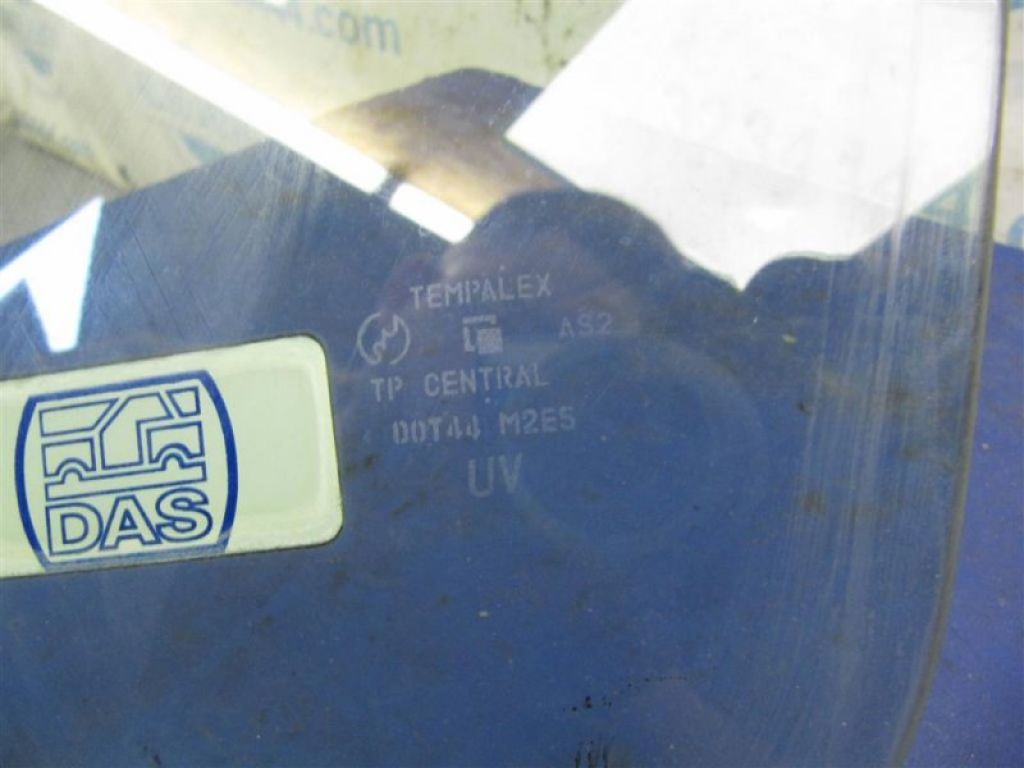 .com
TEMPALEX
AS2
TP CENTRAL
00T44 M2E5
UV
DAS